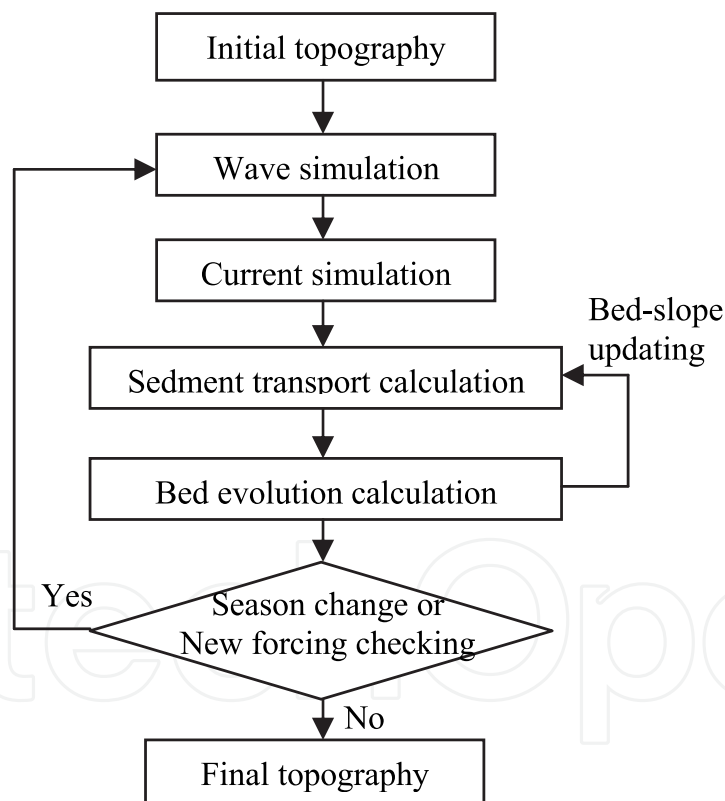 Initial topography
Wave simulation
Current simulation
Bed-slope
updating
Sedment transport calculation
Bed evolution calculation
Yes
Season change or
New forcing checking
No
Final topography